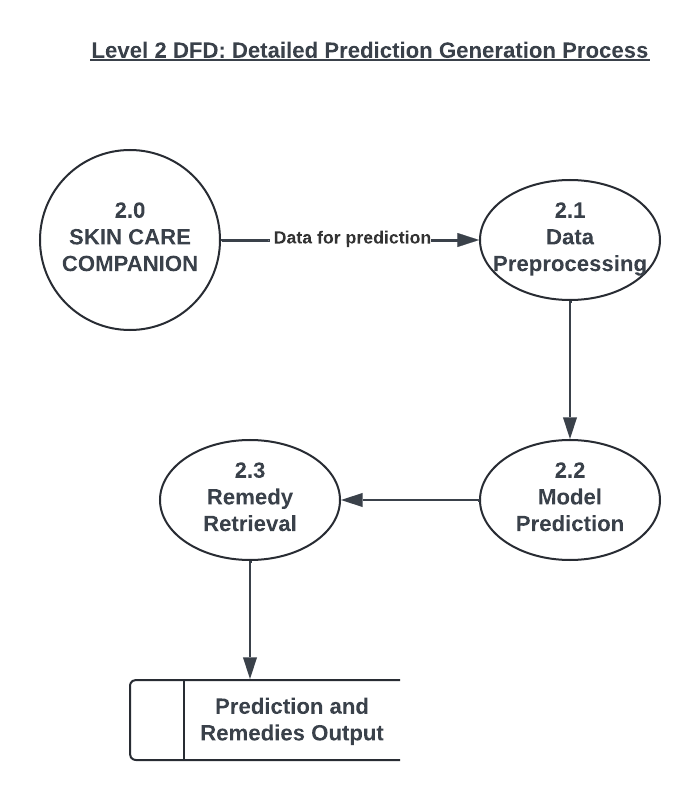 Level 2 DFD: Detailed Prediction Generation Process
2.0
SKIN CARE
COMPANION
Data for prediction
2.1
Data
Preprocessing
2.3
Remedy
Retrieval
2.2
Model
Prediction
Prediction and
Remedies Output